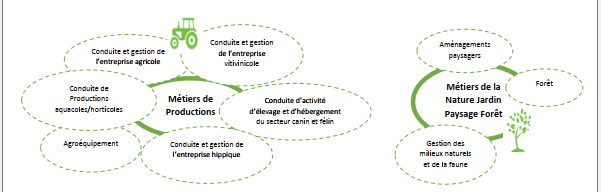 Conduite et gestion de
l'entreprise agricole
Conduite et gestion
de l'entreprise
vitivinicole
Conduite de
Productions
aquacoles/horticoles
Métiers de
Productions
Conduite d'activité
d'élevage et d'hébergement
du secteur canin et félin
Agroéquipement
Conduite et gestion de
l'entreprise hippique
Aménagements
paysagers
Forêt
Métiers de la
Nature Jardin
Paysage Forêt
Gestion des
milieux naturels
et de la faune